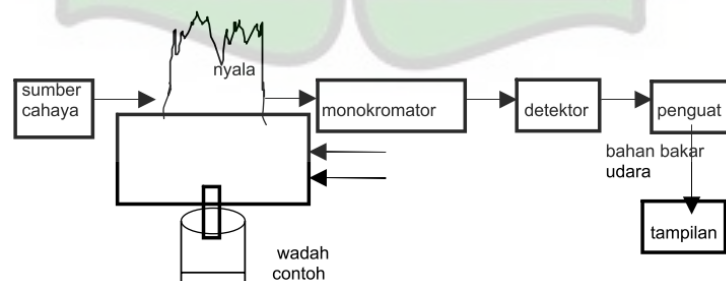 nyala
sumber
cahaya
monokromator
detektor
penguat
bahan bakar
udara
tampilan
wadah
contoh